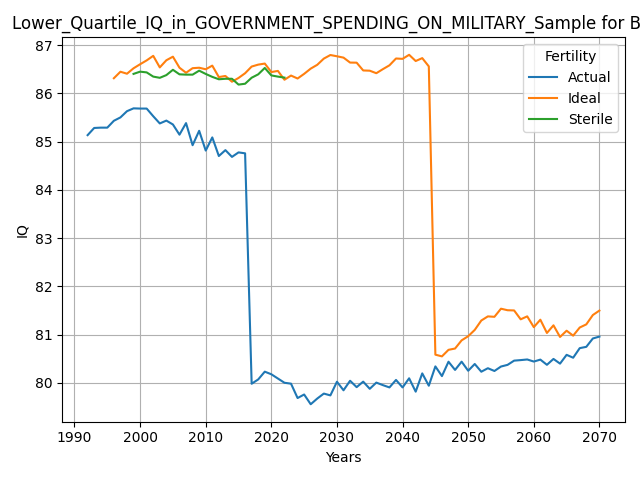 Lower_Quartile_IQ_in_GOVERNMENT_SPENDING_ON_MILITARY_Sample for B
87
86
85
84
83
82
81
80
IQ
Fertility
Actual
Ideal
Sterile
1990 2000 2010 2020 2030 2040 2050 2060 2070
Years